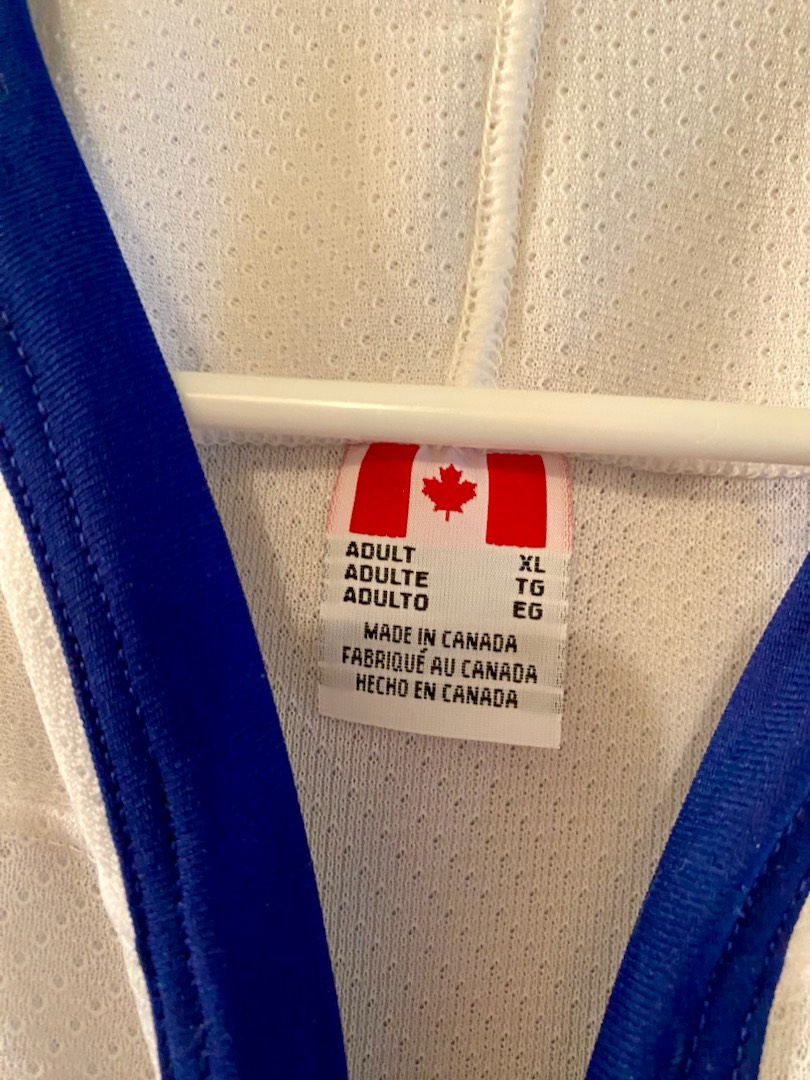 ADULT XL
ADULTE TG
ADULTO EG
MADE IN CANADA
FABRIQUÉ AU CANADA
HECHO EN CANADA